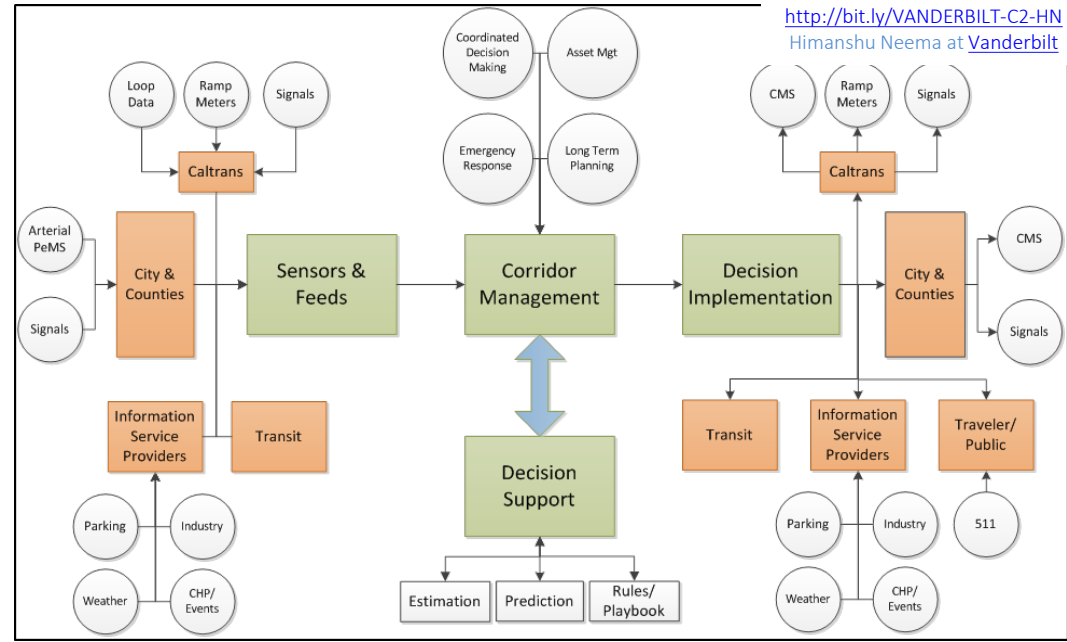 http://bit.ly/VANDERBILT-C2-HN
Himanshu Neema at Vanderbilt
Coordinated
Decision
Making
Asset Mgt
Emergency
Response
Long Term
Planning
Loop
Data
Ramp
Meters
Signals
Caltrans
CMS
Ramp
Meters
Signals
Caltrans
Arterial
PeMS
Signals
City &
Counties
Sensors &
Feeds
Corridor
Management
Decision
Implementation
City &
Counties
CMS
Signals
Information
Service
Providers
Transit
Parking
Industry
Weather
CHP/
Events
Decision
Support
Estimation
Prediction
Rules/
Playbook
Transit
Information
Service
Providers
Traveler/
Public
Parking
Industry
511
Weather
CHP/
Events